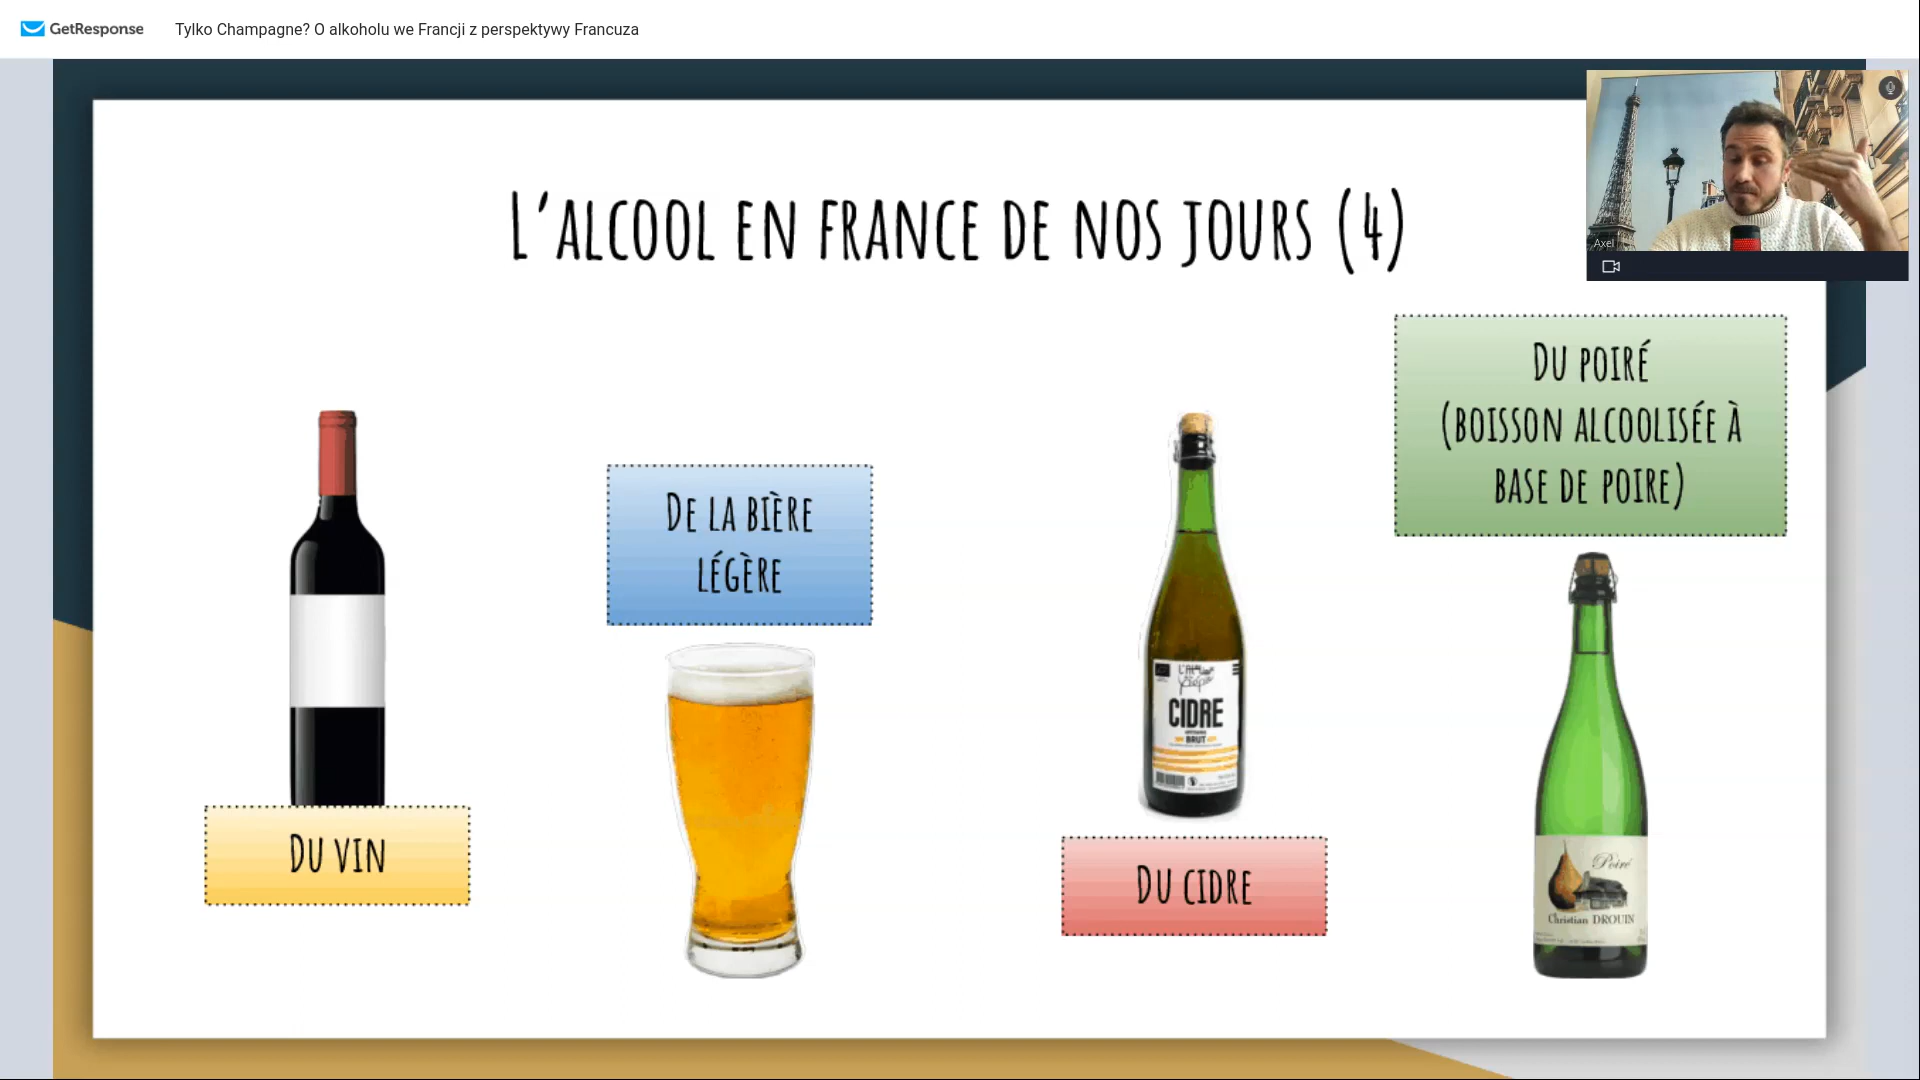 GetResponse
Tylko Champagne? O alkoholu we Francji z perspektywy Francuza
Axel
L'ALCOOL EN FRANCE DE NOS JOURS (4)
DU POIRÉ
(BOISSON ALCOOLISÉE À
BASE DE POIRE)
DE LA BIÈRE
LÉGÈRE
CIDRE
BRUT
DU VIN
DU CIDRE
Poiré
Christian DROUIN